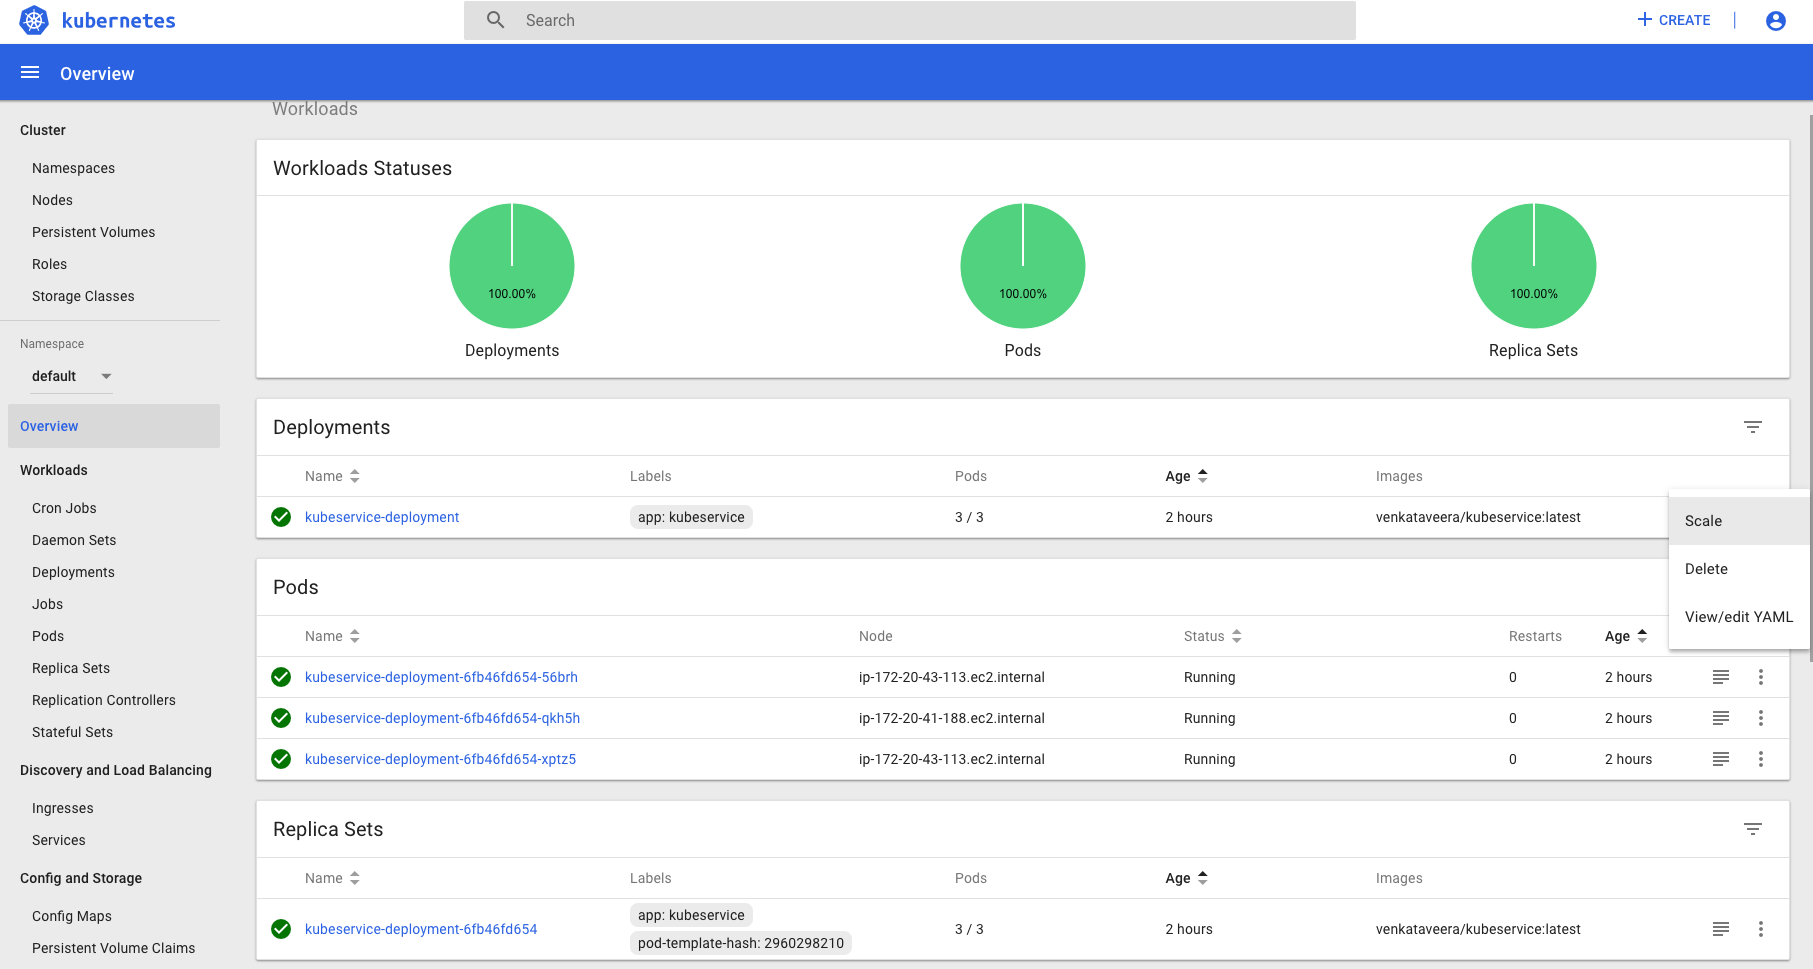 kubernetes
Search
CREATE
Overview
Cluster
Namespaces
Nodes
Persistent Volumes
Roles
Storage Classes
Namespace
default
Overview
Workloads
Cron Jobs
Daemon Sets
Deployments
Jobs
Pods
Replica Sets
Replication Controllers
Stateful Sets
Discovery and Load Balancing
Ingresses
Services
Config and Storage
Config Maps
Persistent Volume Claims
Workloads
Workloads Statuses
100.00% 100.00% 100.00%
Deployments Pods Replica Sets
Deployments
Name Labels Pods Age Images
kubeservice-deployment app: kubeservice 3 / 3 2 hours venkataveera/kubeservice:latest
Scale
Delete
View/edit YAML
Pods
Name Node Status Restarts Age
kubeservice-deployment-6fb46fd654-56brh ip-172-20-43-113.ec2.internal Running 0 2 hours
kubeservice-deployment-6fb46fd654-qkh5h ip-172-20-41-188.ec2.internal Running 0 2 hours
kubeservice-deployment-6fb46fd654-xptz5 ip-172-20-43-113.ec2.internal Running 0 2 hours
Replica Sets
Name Labels Pods Age Images
app: kubeservice
kubeservice-deployment-6fb46fd654 3 / 3 2 hours venkataveera/kubeservice:latest
pod-template-hash: 2960298210